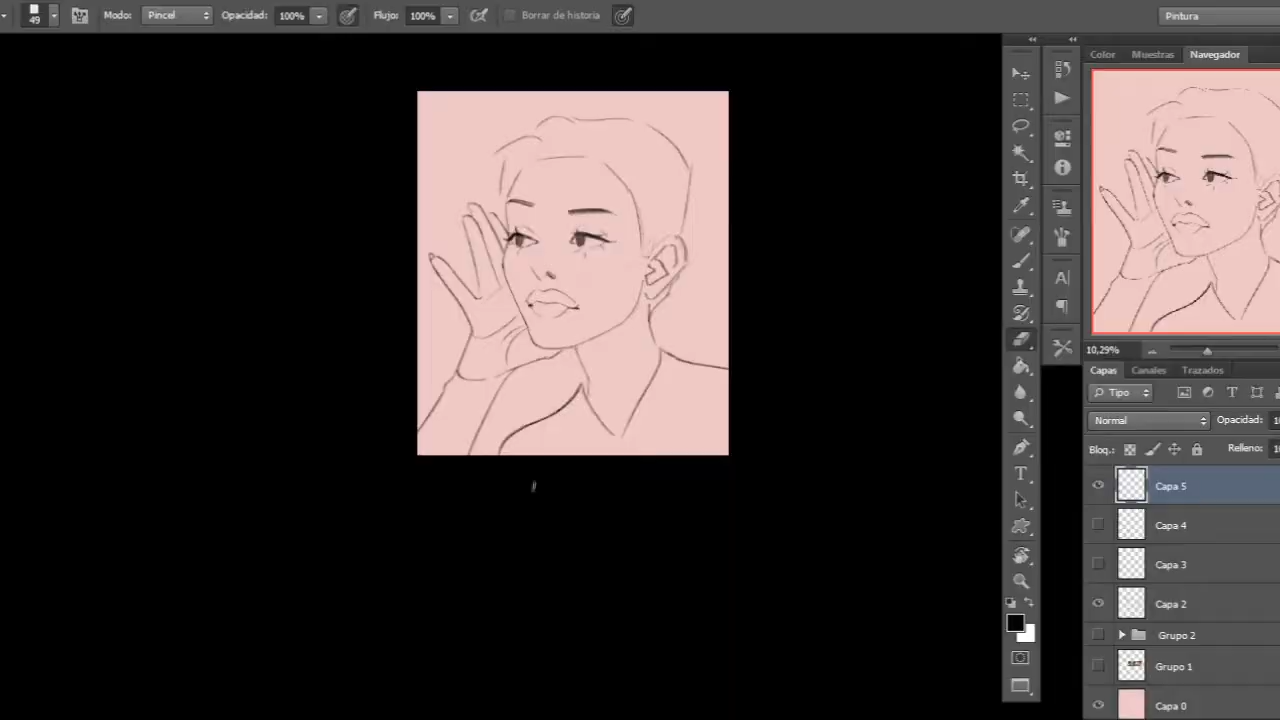 49 Modo: Pincel Opacidad: 100% Flujo: 100% Borrar de historia Pintura
Color Muestras Navegador
10,29%
Capas Canales Trazados
Tipo
Normal Opacidad:
Bloq.: Relleno:
Capa 5
Capa 4
Capa 3
Capa 2
Grupo 2
Grupo 1
Capa 0